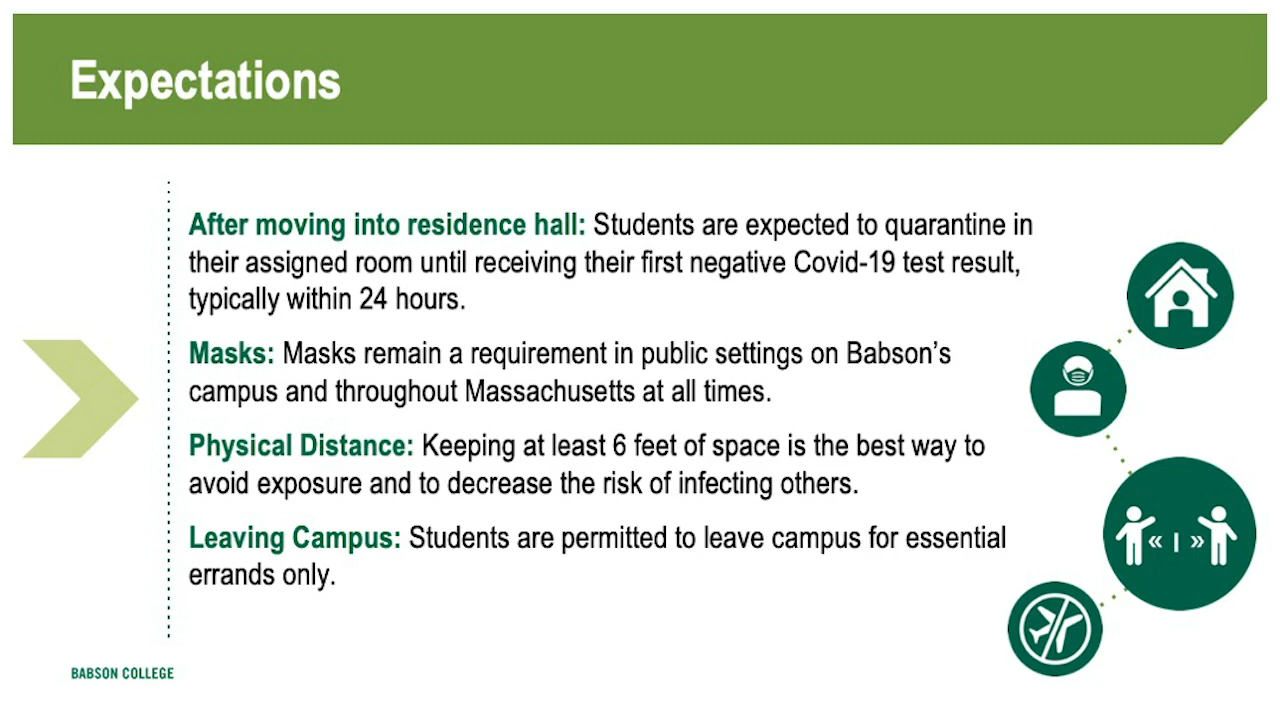 Expectations
After moving into residence hall: Students are expected to quarantine in
their assigned room until receiving their first negative Covid-19 test result,
typically within 24 hours.
Masks: Masks remain a requirement in public settings on Babson’s
campus and throughout Massachusetts at all times.
Physical Distance: Keeping at least 6 feet of space is the best way to
avoid exposure and to decrease the risk of infecting others.
Leaving Campus: Students are permitted to leave campus for essential
errands only.
BABSON COLLEGE